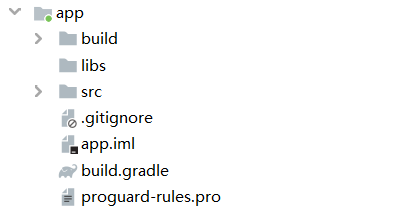 app
build
libs
src
.gitignore
app.iml
build.gradle
proguard-rules.pro